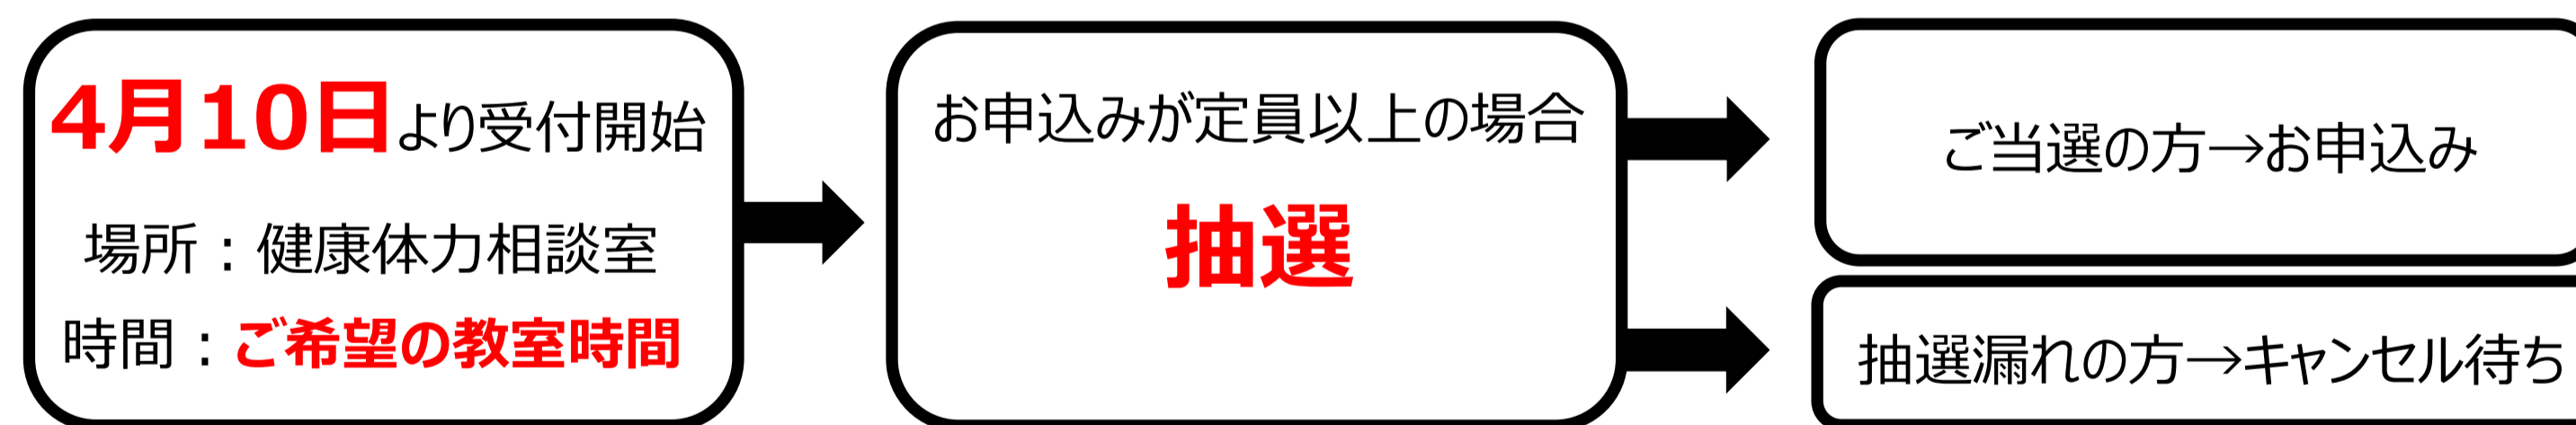 4月10日より受付開始
場所：健康体力相談室
時間：ご希望の教室時間
お申込みが定員以上の場合
抽選
ご当選の方→お申込み
抽選漏れの方→キャンセル待ち